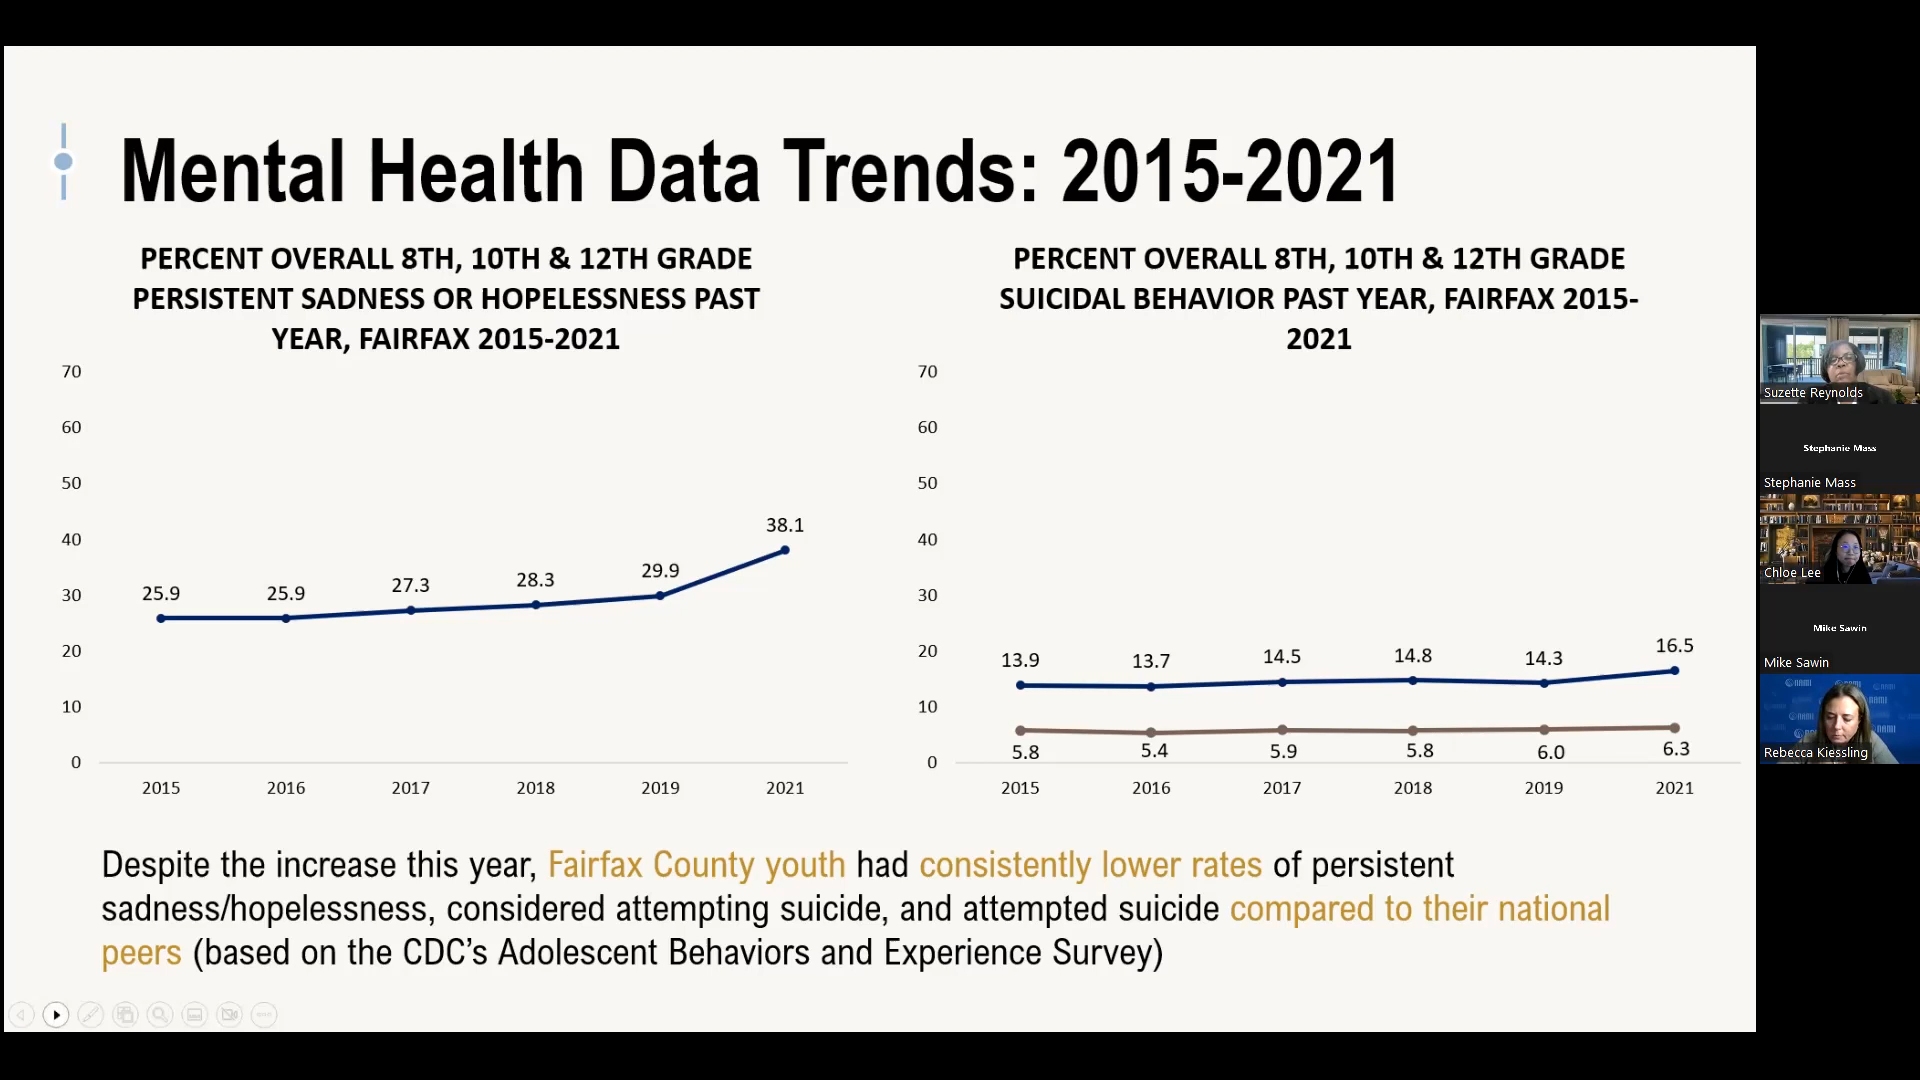 Mental Health Data Trends: 2015-2021
PERCENT OVERALL 8TH, 10TH & 12TH GRADE
PERSISTENT SADNESS OR HOPELESSNESS PAST
YEAR, FAIRFAX 2015-2021
70
60
50
40
30
20
10
0
25.9
25.9
27.3
28.3
29.9
38.1
2015
2016
2017
2018
2019
2021
PERCENT OVERALL 8TH, 10TH & 12TH GRADE
SUICIDAL BEHAVIOR PAST YEAR, FAIRFAX 2015-
2021
70
60
50
40
30
20
10
0
13.9
13.7
14.5
14.8
14.3
16.5
5.8
5.4
5.9
5.8
6.0
6.3
2015
2016
2017
2018
2019
2021
Despite the increase this year, Fairfax County youth had consistently lower rates of persistent
sadness/hopelessness, considered attempting suicide, and attempted suicide compared to their national
peers (based on the CDC’s Adolescent Behaviors and Experience Survey)
Suzette Reynolds
Stephanie Mass
Stephanie Mass
Chloe Lee
Mike Sawin
Mike Sawin
NAMI
Rebecca Kiessling